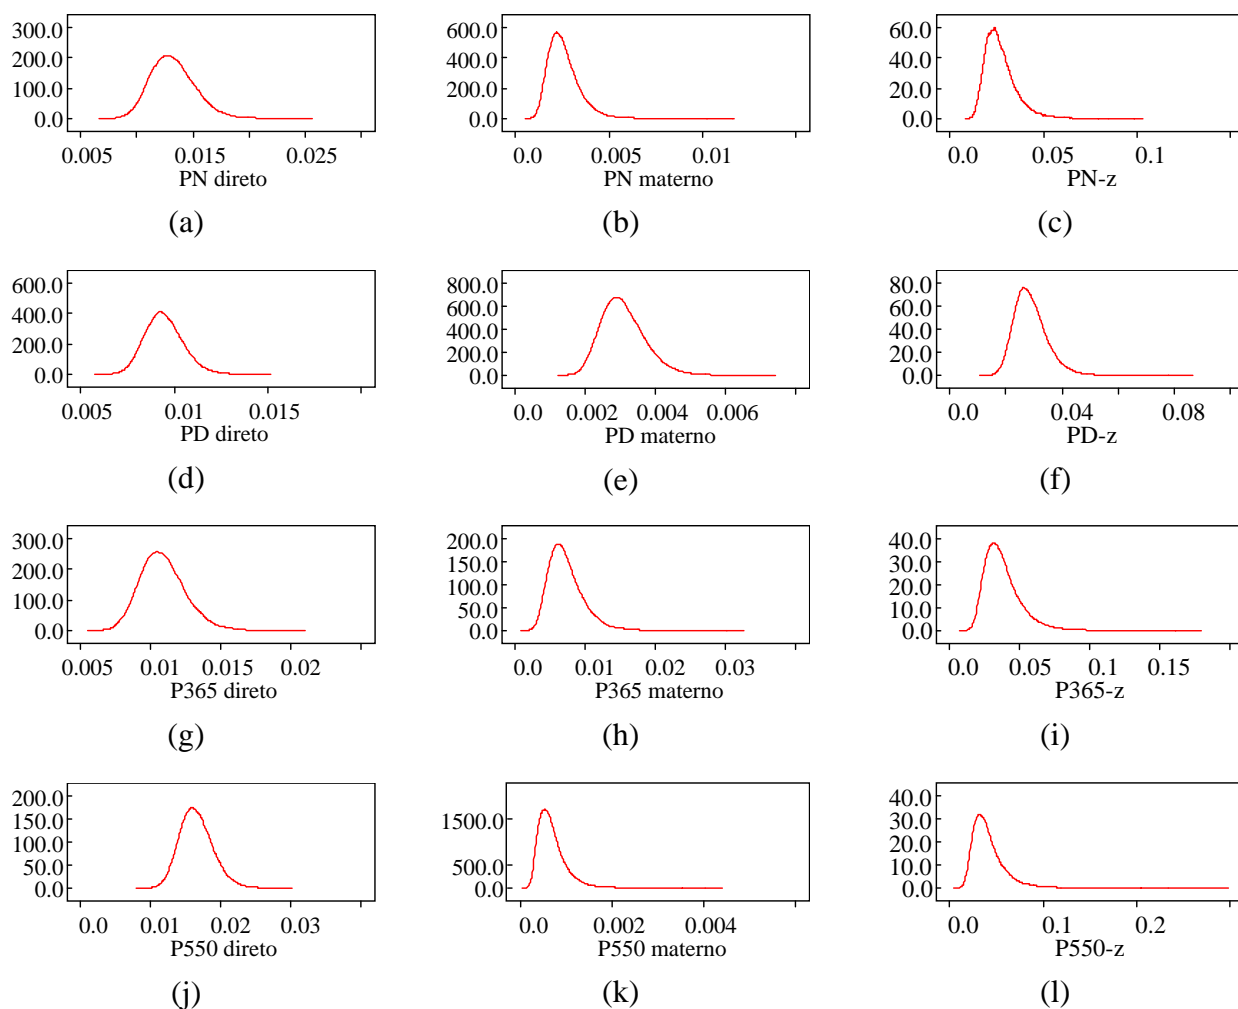 300.0
200.0
100.0
0.0
0.005 0.015 0.025
PN direto
(a)
600.0
400.0
200.0
0.0
0.0 0.005 0.01
PN materno
(b)
60.0
40.0
20.0
0.0
0.0 0.05 0.1
PN-z
(c)
600.0
400.0
200.0
0.0
0.005 0.01 0.015
PD direto
(d)
800.0
600.0
400.0
200.0
0.0
0.0 0.002 0.004 0.006
PD materno
(e)
80.0
60.0
40.0
20.0
0.0
0.0 0.04 0.08
PD-z
(f)
300.0
200.0
100.0
0.0
0.005 0.01 0.015 0.02
P365 direto
(g)
200.0
150.0
100.0
50.0
0.0
0.0 0.01 0.02 0.03
P365 materno
(h)
40.0
30.0
20.0
10.0
0.0
0.0 0.05 0.1 0.15
P365-z
(i)
200.0
150.0
100.0
50.0
0.0
0.0 0.01 0.02 0.03
P550 direto
(j)
1500.0
500.0
0.0
0.0 0.002 0.004
P550 materno
(k)
40.0
30.0
20.0
10.0
0.0
0.0 0.1 0.2
P550-z
(l)